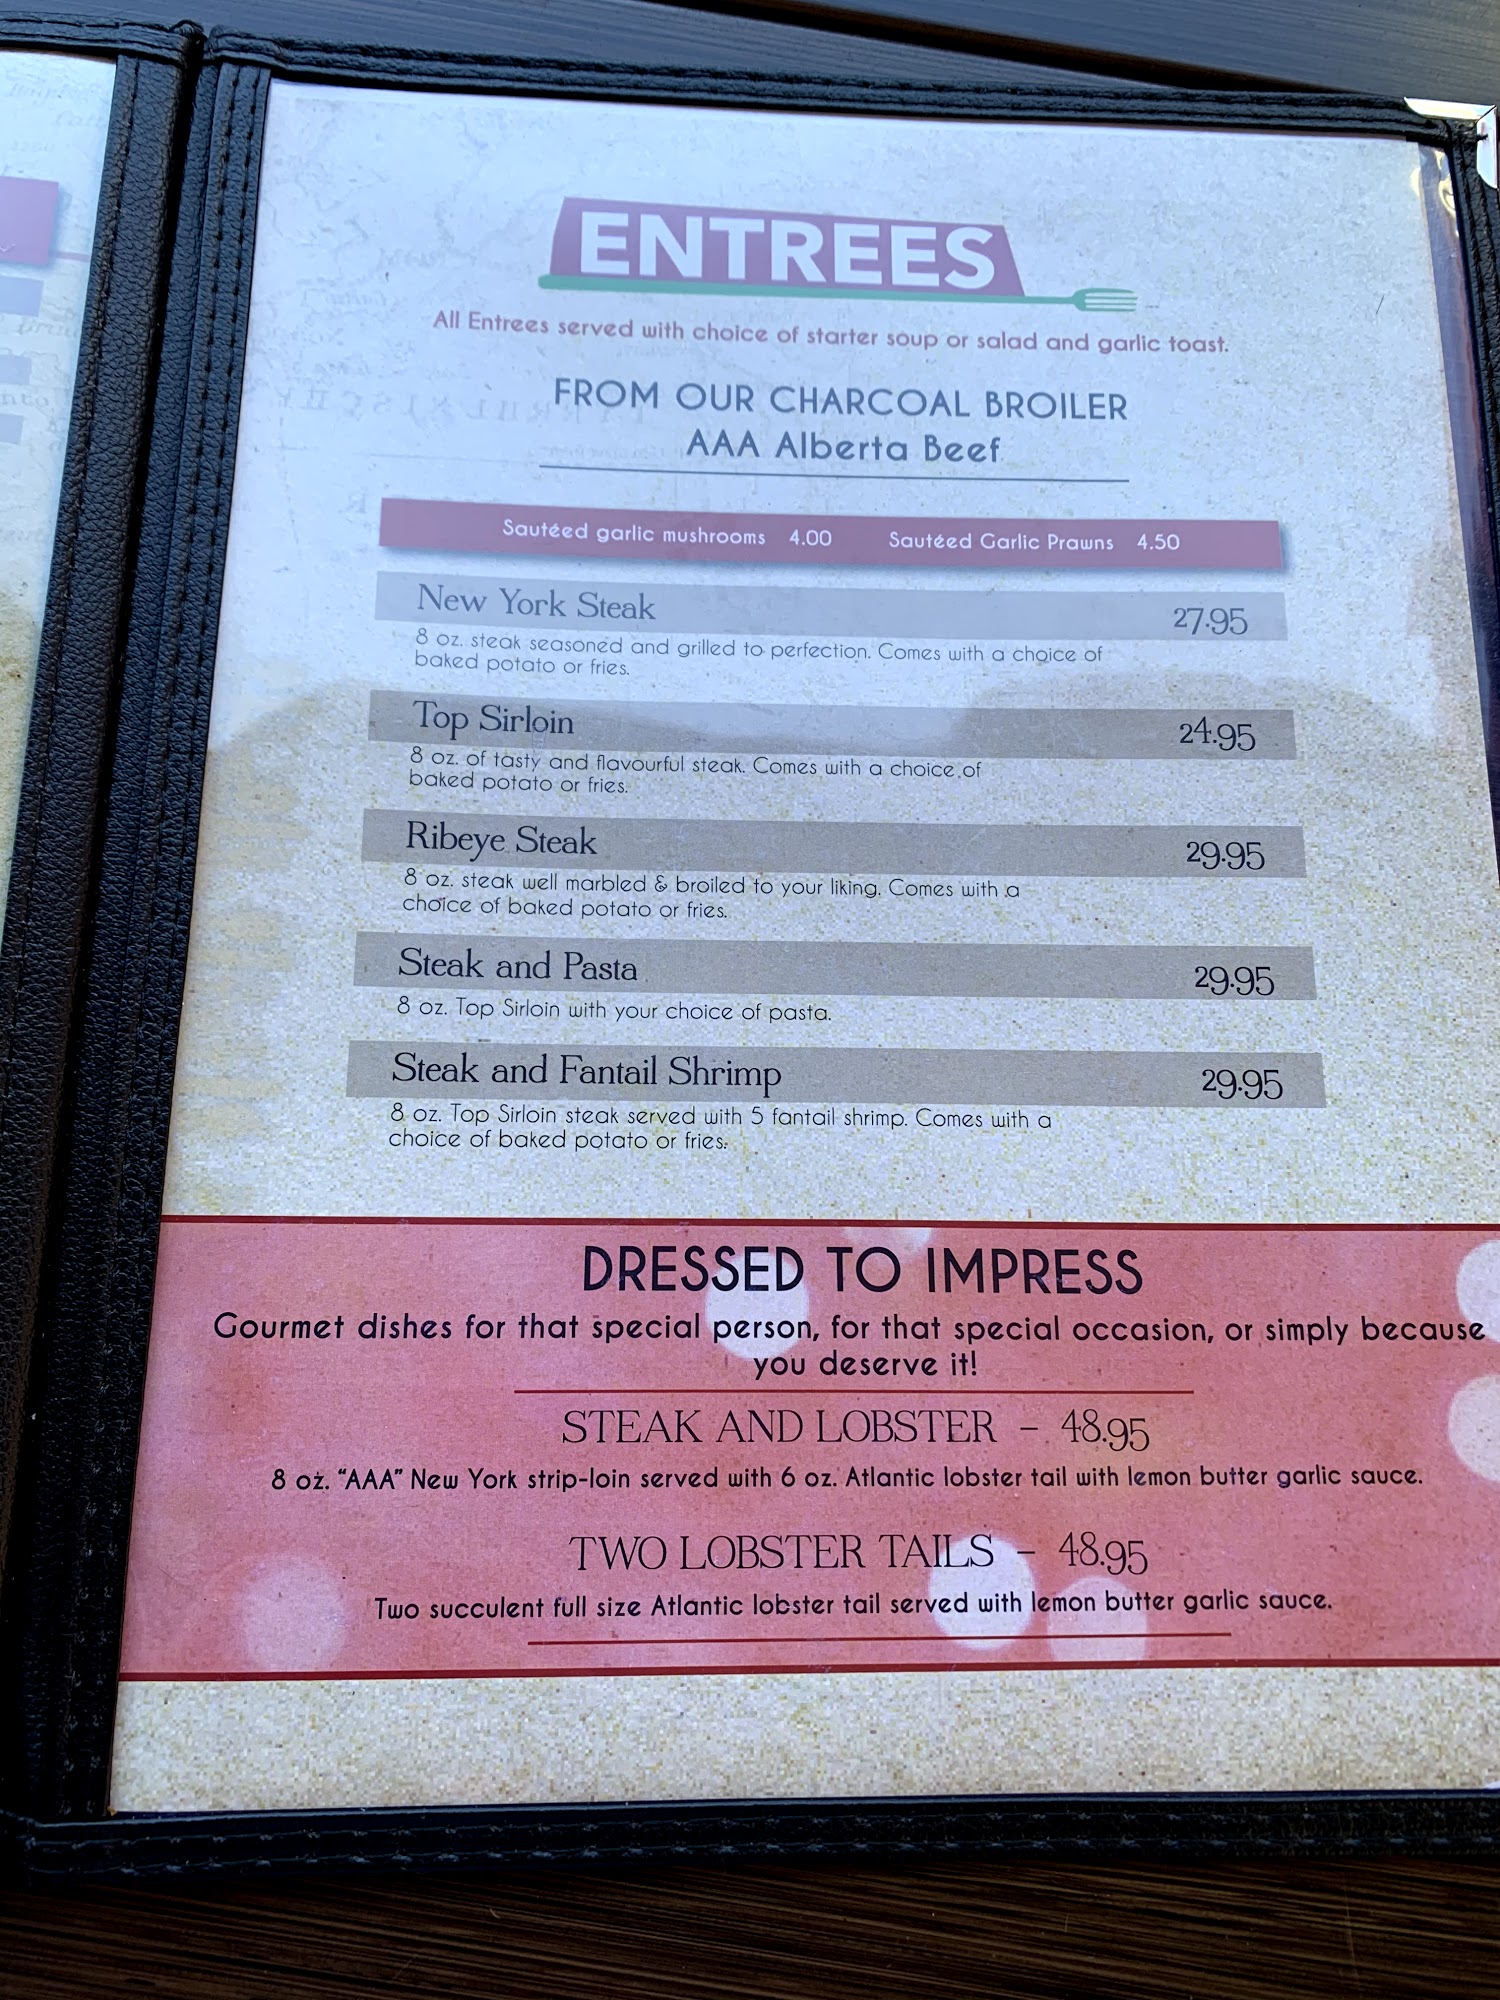 ENTREES
All Entrees served with choice of starter soup or salad and garlic toast.
FROM OUR CHARCOAL BROILER
AAA Alberta Beef
Sautéed garlic mushrooms 4.00 Sautéed Garlic Prawns 4.50
New York Steak 27.95
8 oz. steak seasoned and grilled to perfection. Comes with a choice of
baked potato or fries.
Top Sirloin 24.95
8 oz. of tasty and flavourful steak. Comes with a choice of
baked potato or fries.
Ribeye Steak 29.95
8 oz. steak well marbled & broiled to your liking. Comes with a
choice of baked potato or fries.
Steak and Pasta 29.95
8 oz. Top Sirloin with your choice of pasta.
Steak and Fantail Shrimp 29.95
8 oz. Top Sirloin steak served with 5 fantail shrimp. Comes with a
choice of baked potato or fries.
DRESSED TO IMPRESS
Gourmet dishes for that special person, for that special occasion, or simply because
you deserve it!
STEAK AND LOBSTER - 48.95
8 oz. "AAA" New York strip-loin served with 6 oz. Atlantic lobster tail with lemon butter garlic sauce.
TWO LOBSTER TAILS - 48.95
Two succulent full size Atlantic lobster tail served with lemon butter garlic sauce.